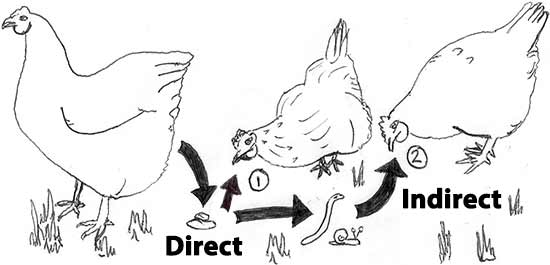 ①
②
Direct
Indirect